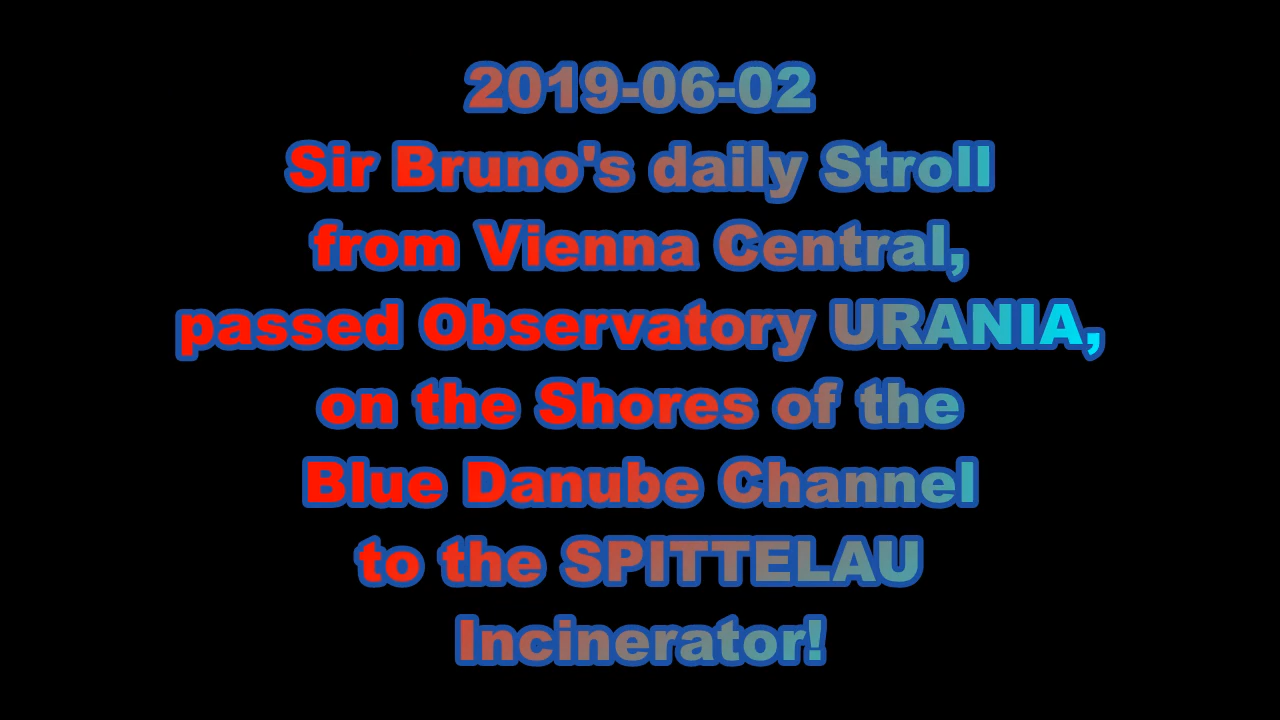 2019-06-02
Sir Bruno's daily Stroll
from Vienna Central,
passed Observatory URANIA,
on the Shores of the
Blue Danube Channel
to the SPITTELAU
Incinerator!